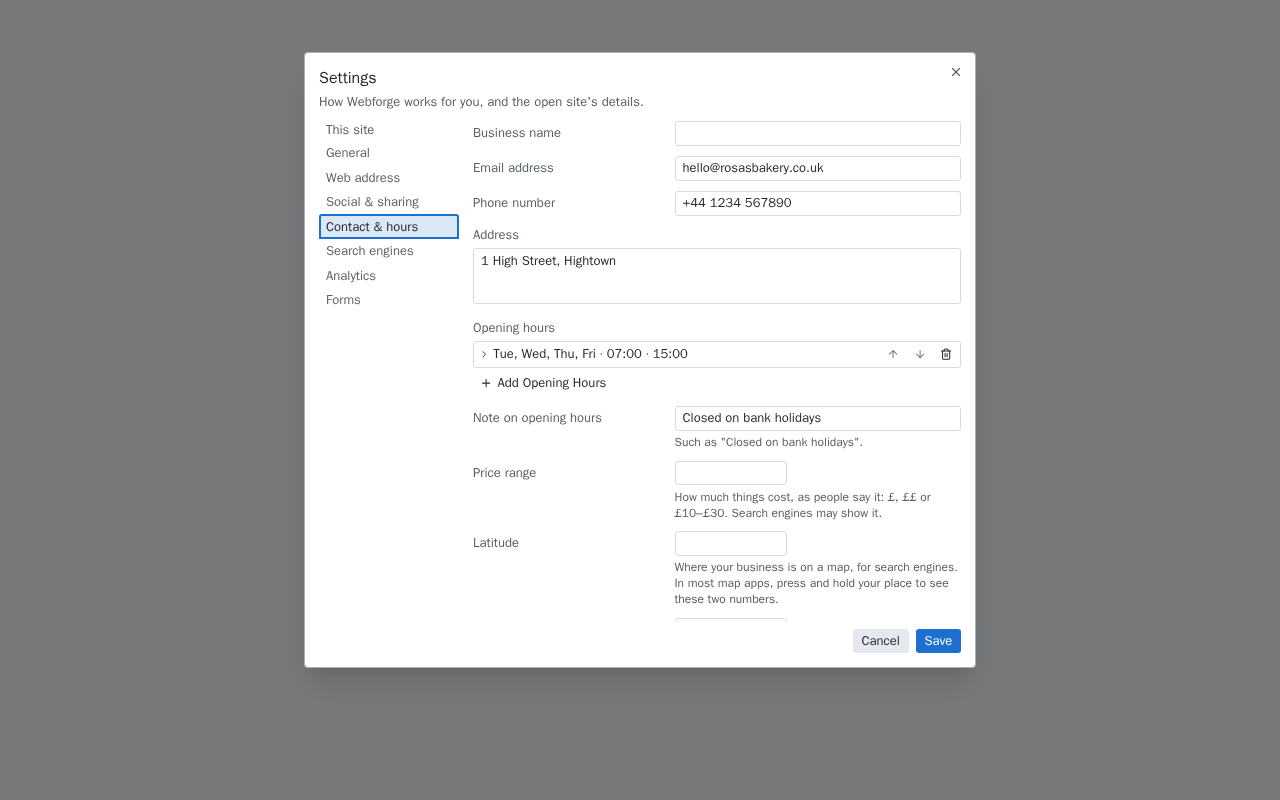 Settings
How Webforge works for you, and the open site's details.
This site
General
Web address
Social & sharing
Contact & hours
Search engines
Analytics
Forms
Business name
Email address
hello@rosasbakery.co.uk
Phone number
+44 1234 567890
Address
1 High Street, Hightown
Opening hours
Tue, Wed, Thu, Fri · 07:00 · 15:00
Add Opening Hours
Note on opening hours
Closed on bank holidays
Such as "Closed on bank holidays".
Price range
How much things cost, as people say it: £, ££ or
£10–£30. Search engines may show it.
Latitude
Where your business is on a map, for search engines.
In most map apps, press and hold your place to see
these two numbers.
Cancel
Save